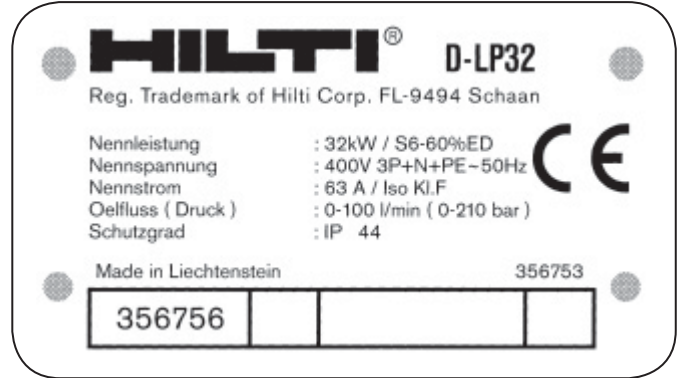 HILTI® D-LP32
Reg. Trademark of Hilti Corp. FL-9494 Schaan
Nennleistung : 32kW / S6-60%ED
Nennspannung : 400V 3P+N+PE~50Hz
Nennstrom : 63 A / Iso Kl.F
Oelfluss ( Druck ) : 0-100 l/min ( 0-210 bar )
Schutzgrad : IP 44
CE
Made in Liechtenstein 356753
356756